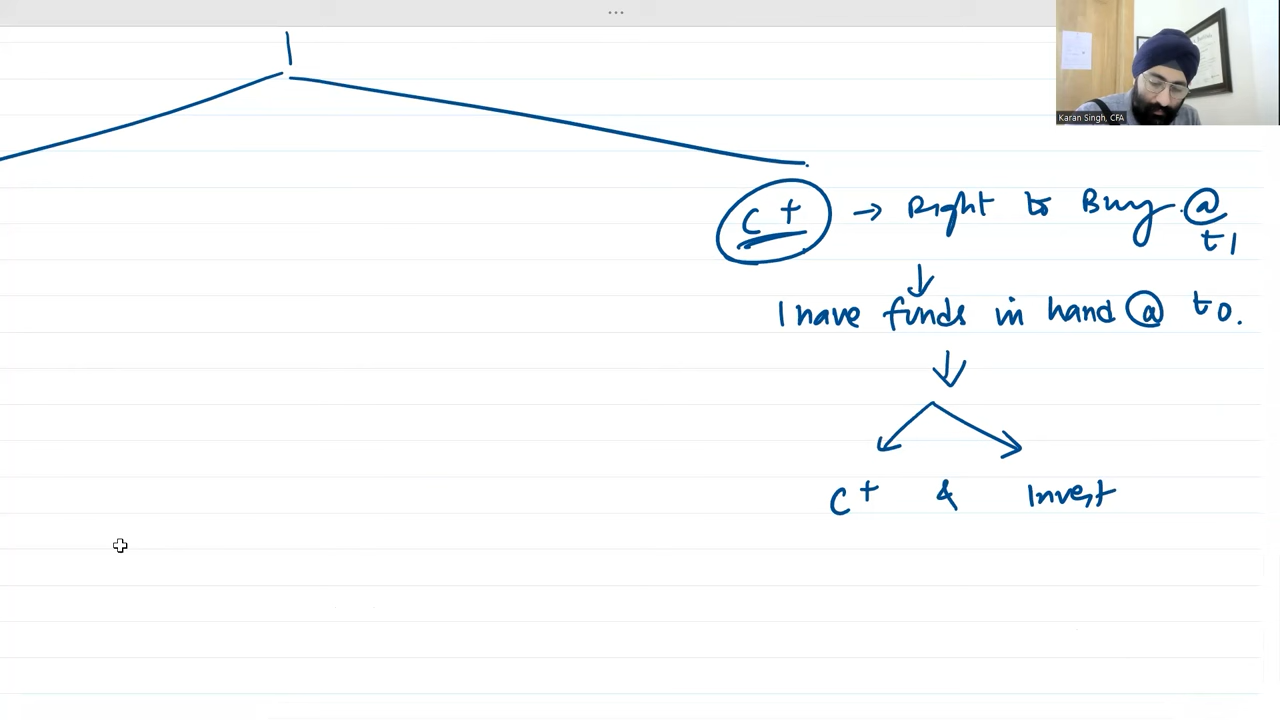 Karan Singh, CFA
C+ → Right to Buy @ t1
I have funds in hand @ t0.
C+ & Invest